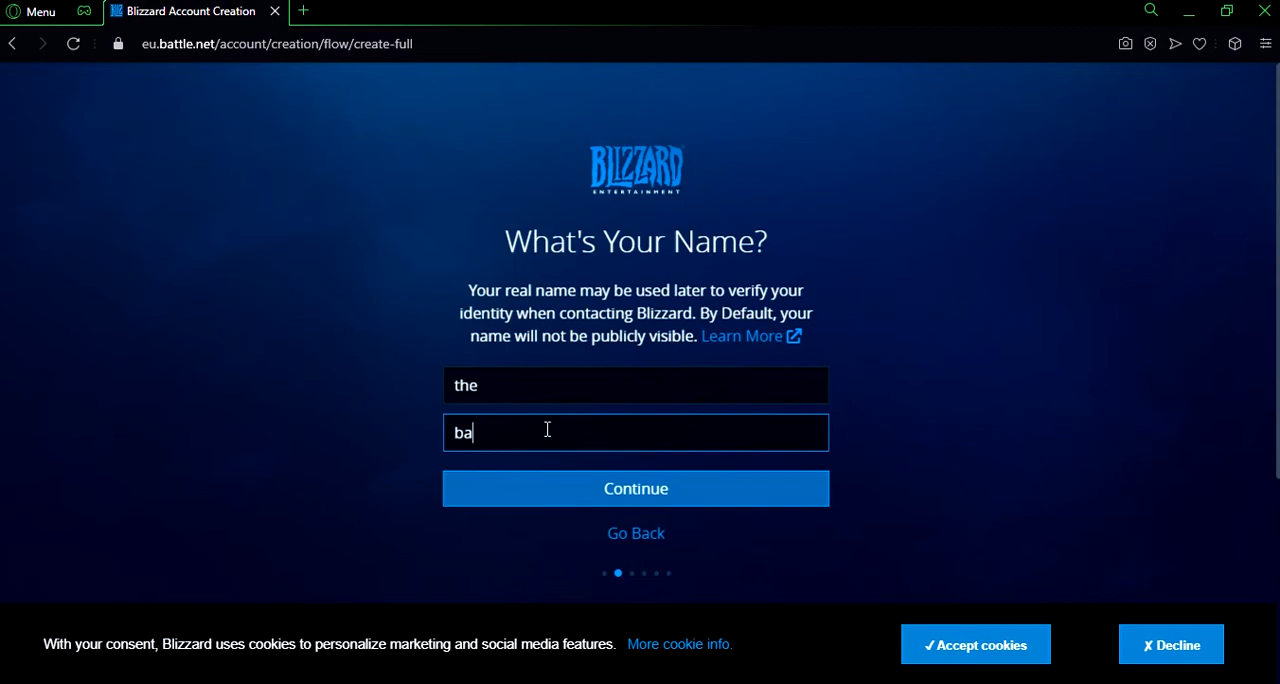 Menu
Blizzard Account Creation
eu.battle.net/account/creation/flow/create-full
BLIZZARD
ENTERTAINMENT
What's Your Name?
Your real name may be used later to verify your
identity when contacting Blizzard. By Default, your
name will not be publicly visible. Learn More
the
ba
Continue
Go Back
With your consent, Blizzard uses cookies to personalize marketing and social media features. More cookie info.
✓Accept cookies
✗ Decline